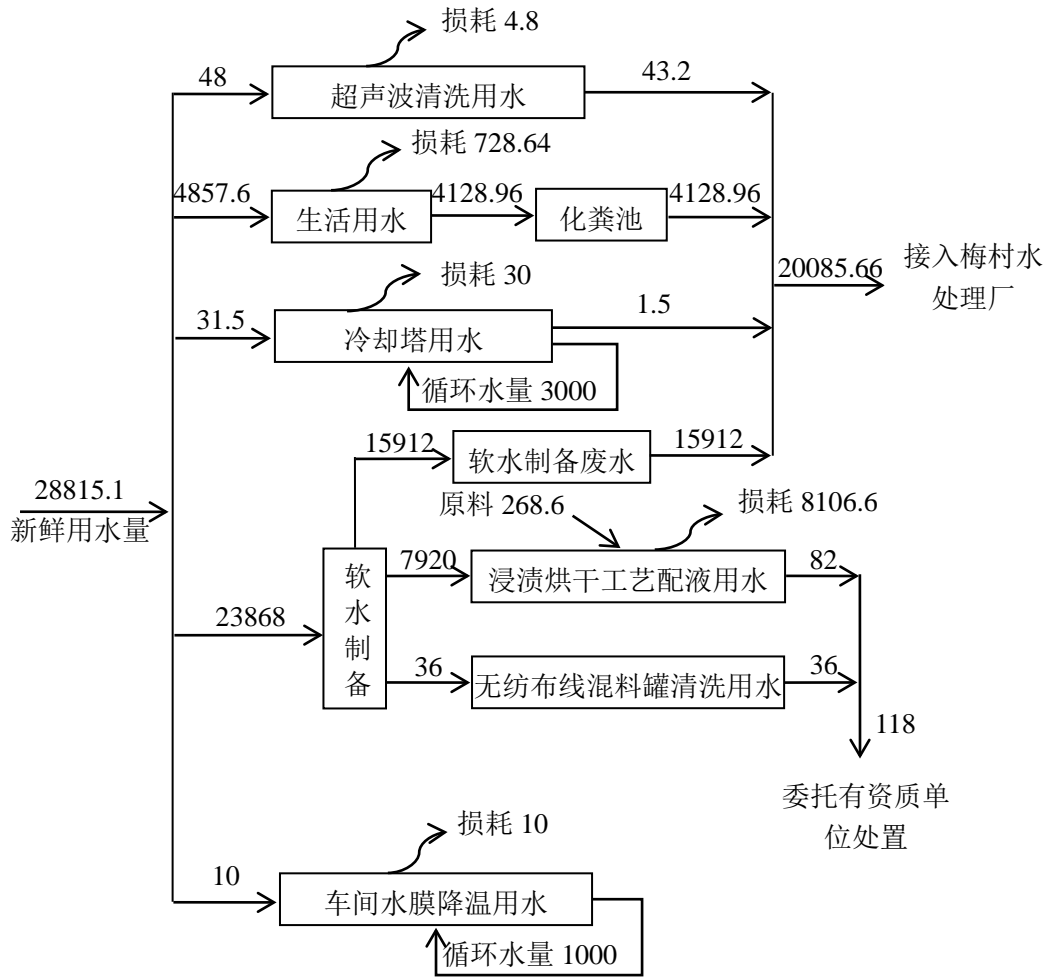 损耗 4.8
48
超声波清洗用水
43.2
损耗 728.64
4857.6
生活用水
4128.96
化粪池
4128.96
20085.66
接入梅村水
处理厂
损耗 30
31.5
冷却塔用水
1.5
循环水量 3000
15912
软水制备废水
15912
28815.1
新鲜用水量
原料 268.6
损耗 8106.6
软
水
制
备
7920
浸渍烘干工艺配液用水
82
23868
36
无纺布线混料罐清洗用水
36
118
委托有资质单
位处置
损耗 10
10
车间水膜降温用水
循环水量 1000